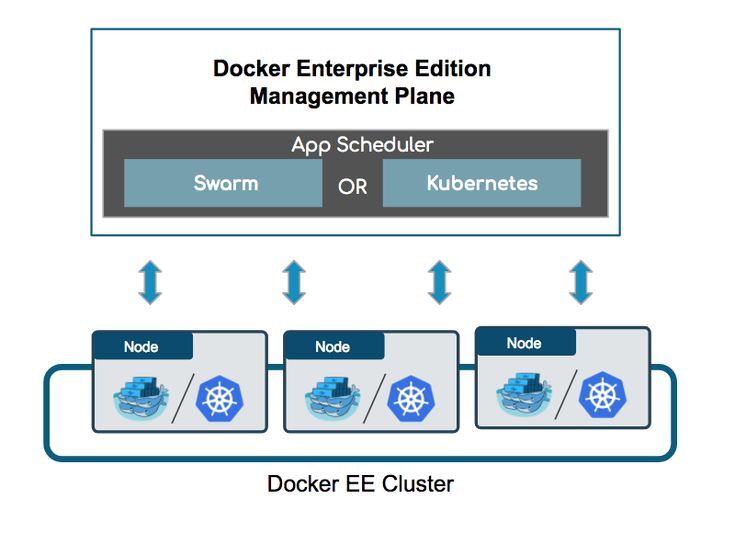 Docker Enterprise Edition
Management Plane
App Scheduler
Swarm OR Kubernetes
Node Node Node
Docker EE Cluster